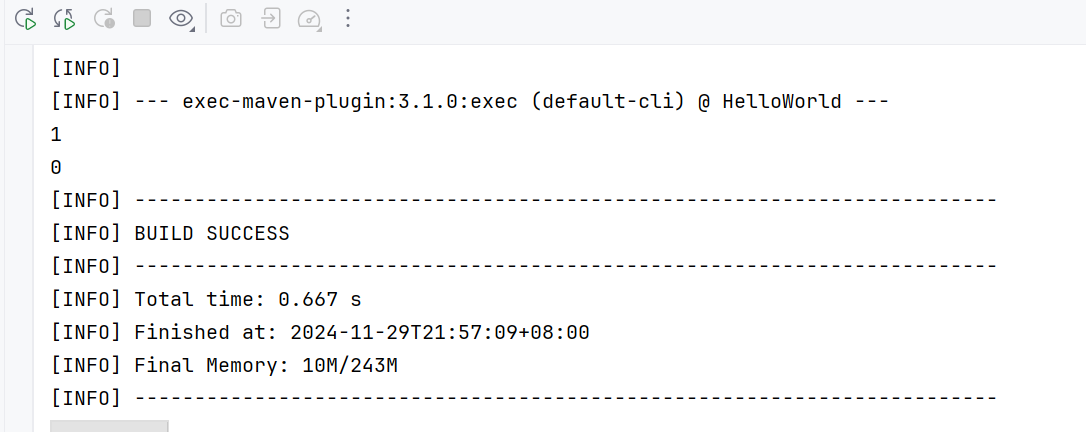 [INFO]
[INFO] --- exec-maven-plugin:3.1.0:exec (default-cli) @ HelloWorld ---
1
0
[INFO] ------------------------------------------------------------------------
[INFO] BUILD SUCCESS
[INFO] ------------------------------------------------------------------------
[INFO] Total time: 0.667 s
[INFO] Finished at: 2024-11-29T21:57:09+08:00
[INFO] Final Memory: 10M/243M
[INFO] ------------------------------------------------------------------------